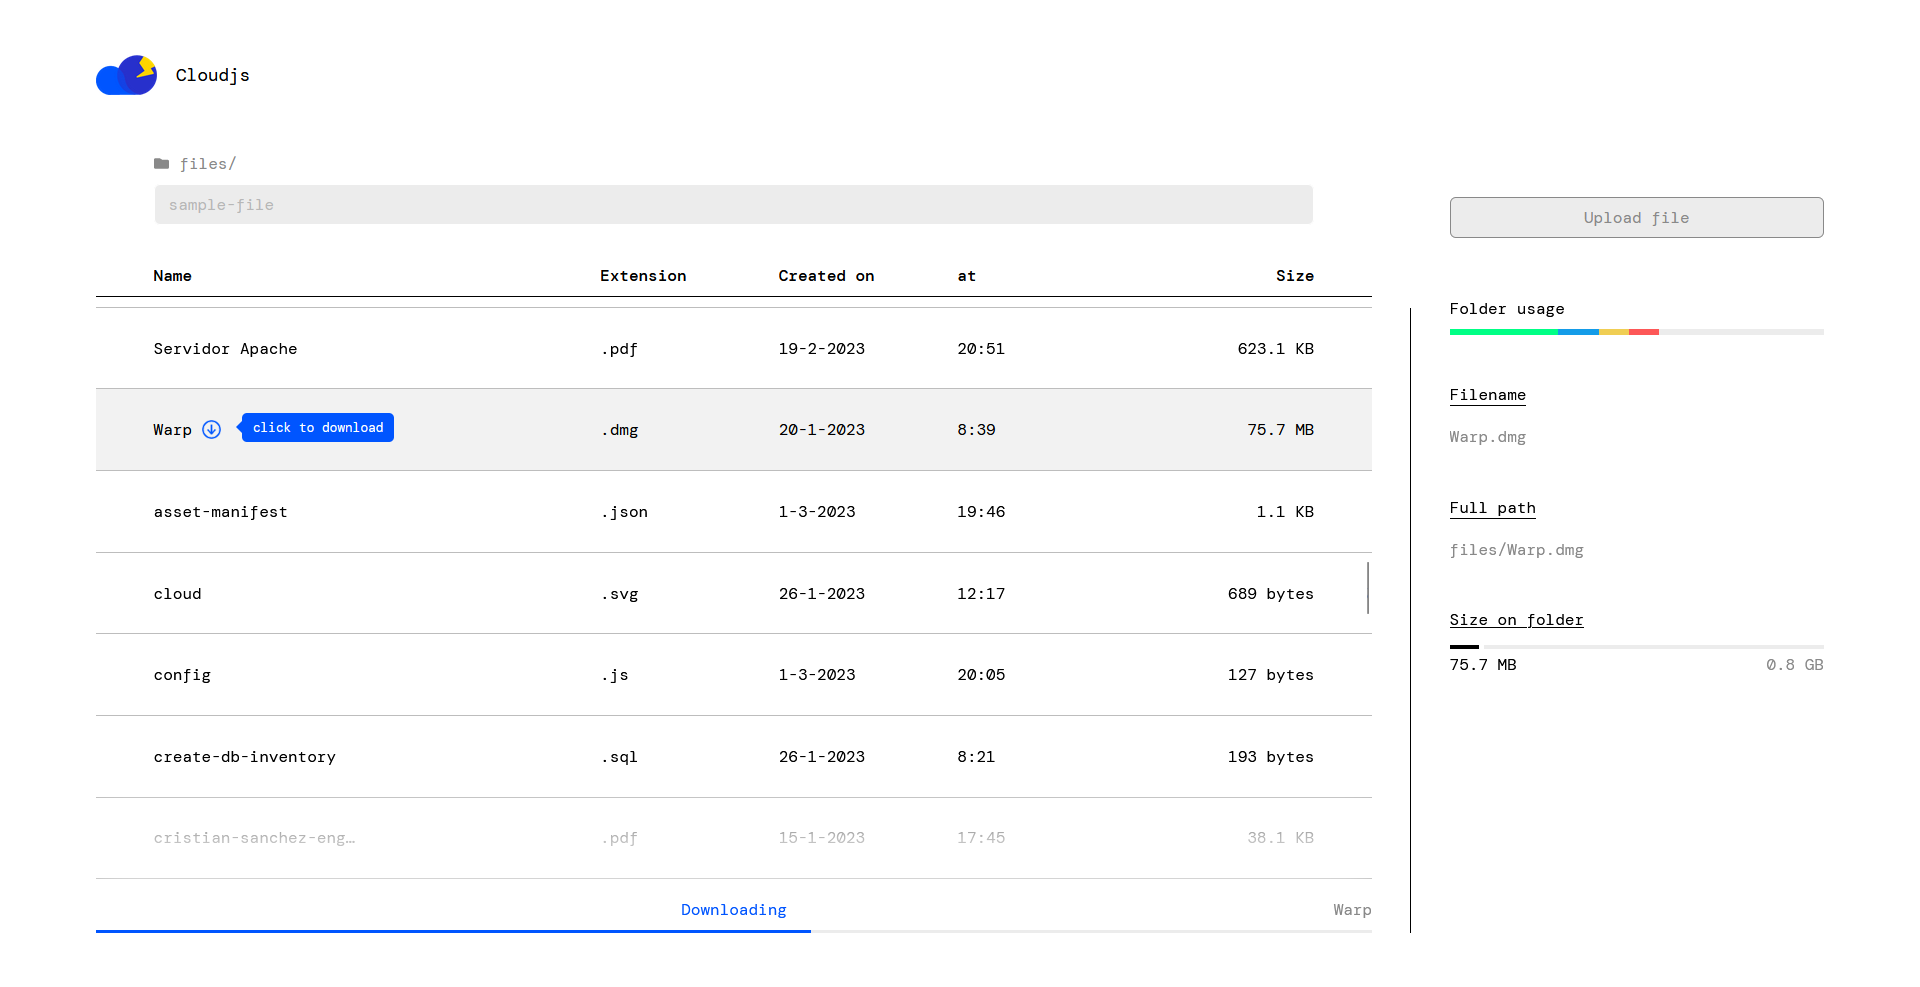 Cloudjs
files/
sample-file
Upload file
Name Extension Created on at Size
Folder usage
Servidor Apache .pdf 19-2-2023 20:51 623.1 KB
Filename
Warp click to download .dmg 20-1-2023 8:39 75.7 MB
Warp.dmg
Full path
asset-manifest .json 1-3-2023 19:46 1.1 KB
files/Warp.dmg
cloud .svg 26-1-2023 12:17 689 bytes
Size on folder
75.7 MB 0.8 GB
config .js 1-3-2023 20:05 127 bytes
create-db-inventory .sql 26-1-2023 8:21 193 bytes
cristian-sanchez-eng… .pdf 15-1-2023 17:45 38.1 KB
Downloading Warp